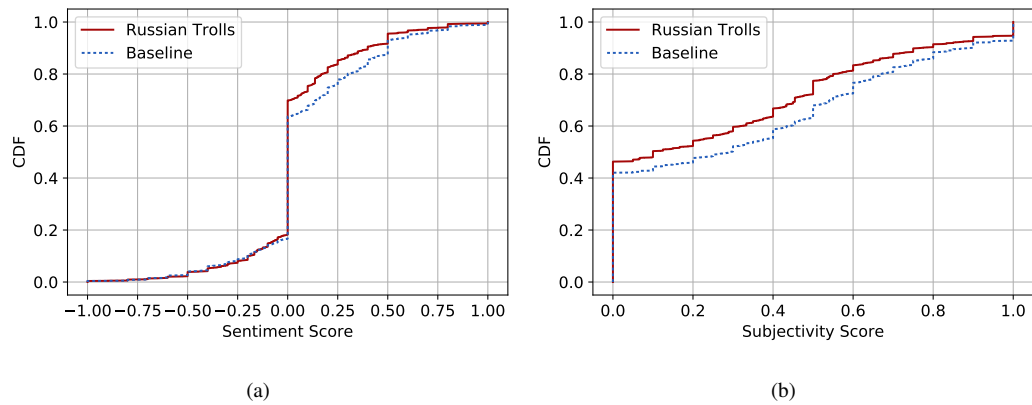 1.0
0.8
0.6
0.4
0.2
0.0
CDF
Russian Trolls
Baseline
−1.00 −0.75 −0.50 −0.25 0.00 0.25 0.50 0.75 1.00
Sentiment Score
(a)
1.0
0.8
0.6
0.4
0.2
0.0
CDF
Russian Trolls
Baseline
0.0 0.2 0.4 0.6 0.8 1.0
Subjectivity Score
(b)